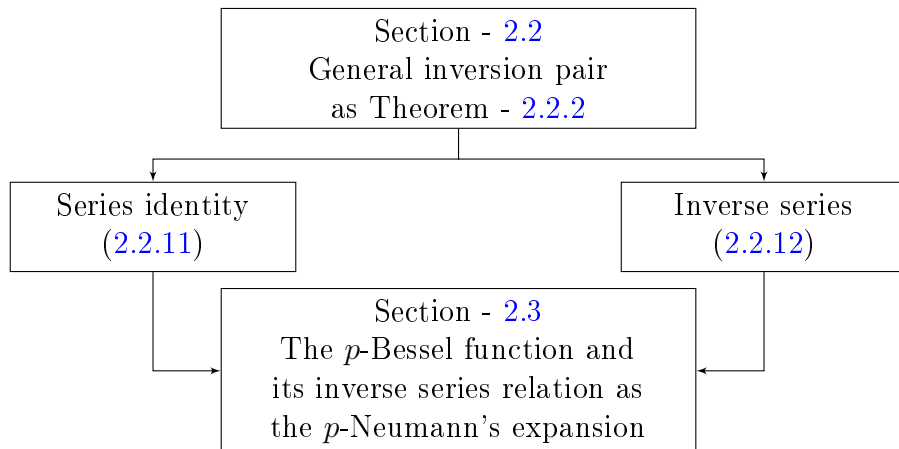 Section - 2.2
General inversion pair
as Theorem - 2.2.2
Series identity
(2.2.11)
Inverse series
(2.2.12)
Section - 2.3
The p-Bessel function and
its inverse series relation as
the p-Neumann's expansion